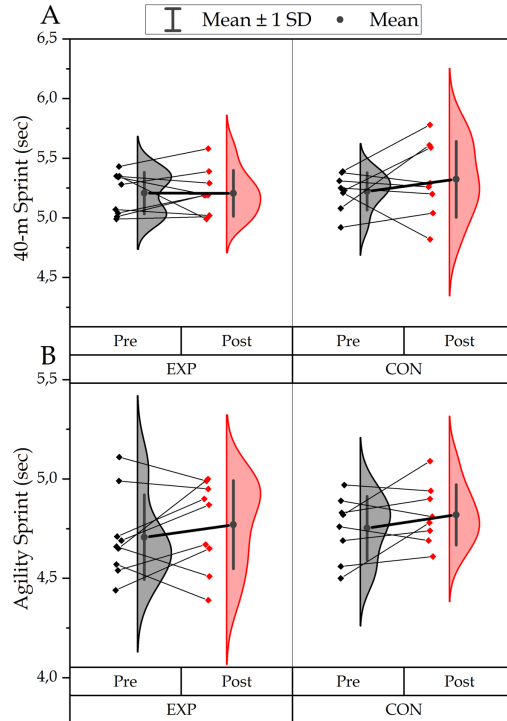 A
Mean ± 1 SD
Mean
40-m Sprint (sec)
6,5
6,0
5,5
5,0
4,5
Pre
Post
Pre
Post
EXP
CON
B
Agility Sprint (sec)
5,5
5,0
4,5
4,0
Pre
Post
Pre
Post
EXP
CON